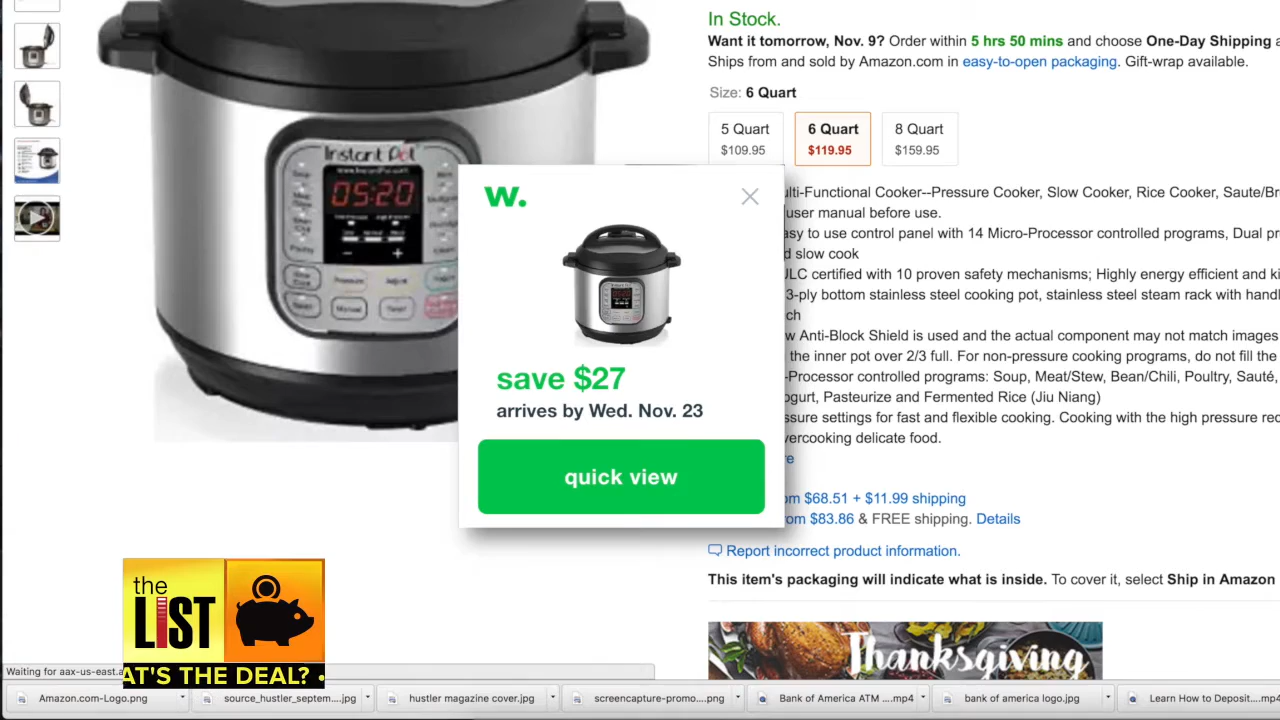 In Stock.
Want it tomorrow, Nov. 9? Order within 5 hrs 50 mins and choose One-Day Shipping
Ships from and sold by Amazon.com in easy-to-open packaging. Gift-wrap available.
Size: 6 Quart
5 Quart
$109.95
6 Quart
$119.95
8 Quart
$159.95
Instant Pot
www.InstantPot.com
05:20
Manual
w.
save $27
arrives by Wed. Nov. 23
quick view
ulti-Functional Cooker--Pressure Cooker, Slow Cooker, Rice Cooker, Saute/Br
user manual before use.
asy to use control panel with 14 Micro-Processor controlled programs, Dual pr
d slow cook
ULC certified with 10 proven safety mechanisms; Highly energy efficient and ki
3-ply bottom stainless steel cooking pot, stainless steel steam rack with handl
ch
w Anti-Block Shield is used and the actual component may not match images
the inner pot over 2/3 full. For non-pressure cooking programs, do not fill the
-Processor controlled programs: Soup, Meat/Stew, Bean/Chili, Poultry, Sauté,
ogurt, Pasteurize and Fermented Rice (Jiu Niang)
ssure settings for fast and flexible cooking. Cooking with the high pressure rec
vercooking delicate food.
re
om $68.51 + $11.99 shipping
om $83.86 & FREE shipping. Details
Report incorrect product information.
This item's packaging will indicate what is inside. To cover it, select Ship in Amazon
Thanksgiving
the
LIST
AT'S THE DEAL? •
Waiting for aax-us-east.a
Amazon.com-Logo.png
source_hustler_septem....jpg
hustler magazine cover.jpg
screencapture-promo....png
Bank of America ATM ....mp4
bank of america logo.jpg
Learn How to Deposit....mp4